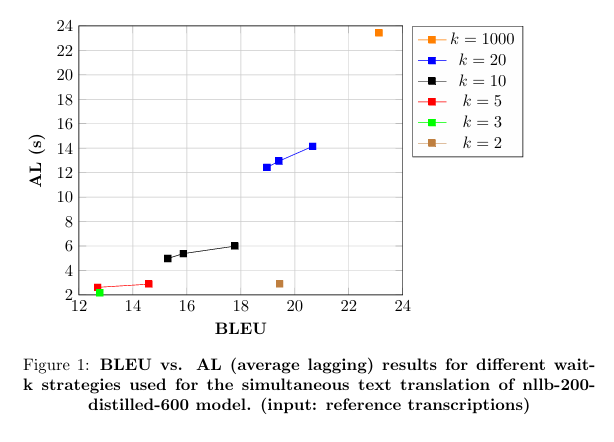 24
24
22
20
18
16
14
12
10
8
6
4
2
12
14
16
18
20
22
24
AL (s)
BLEU
k = 1000
k = 20
k = 10
k = 5
k = 3
k = 2
Figure 1: BLEU vs. AL (average lagging) results for different wait-
k strategies used for the simultaneous text translation of nllb-200-
distilled-600 model. (input: reference transcriptions)